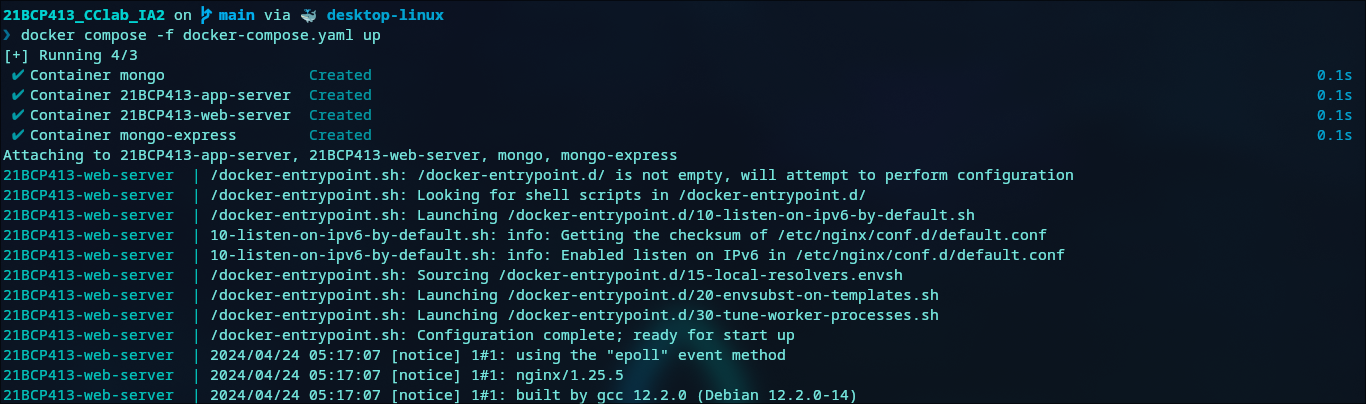 21BCP413_CClab_IA2 on main via desktop-linux
❯ docker compose -f docker-compose.yaml up
[+] Running 4/3
✔ Container mongo Created 0.1s
✔ Container 21BCP413-app-server Created 0.1s
✔ Container 21BCP413-web-server Created 0.1s
✔ Container mongo-express Created 0.1s
Attaching to 21BCP413-app-server, 21BCP413-web-server, mongo, mongo-express
21BCP413-web-server | /docker-entrypoint.sh: /docker-entrypoint.d/ is not empty, will attempt to perform configuration
21BCP413-web-server | /docker-entrypoint.sh: Looking for shell scripts in /docker-entrypoint.d/
21BCP413-web-server | /docker-entrypoint.sh: Launching /docker-entrypoint.d/10-listen-on-ipv6-by-default.sh
21BCP413-web-server | 10-listen-on-ipv6-by-default.sh: info: Getting the checksum of /etc/nginx/conf.d/default.conf
21BCP413-web-server | 10-listen-on-ipv6-by-default.sh: info: Enabled listen on IPv6 in /etc/nginx/conf.d/default.conf
21BCP413-web-server | /docker-entrypoint.sh: Sourcing /docker-entrypoint.d/15-local-resolvers.envsh
21BCP413-web-server | /docker-entrypoint.sh: Launching /docker-entrypoint.d/20-envsubst-on-templates.sh
21BCP413-web-server | /docker-entrypoint.sh: Launching /docker-entrypoint.d/30-tune-worker-processes.sh
21BCP413-web-server | /docker-entrypoint.sh: Configuration complete; ready for start up
21BCP413-web-server | 2024/04/24 05:17:07 [notice] 1#1: using the "epoll" event method
21BCP413-web-server | 2024/04/24 05:17:07 [notice] 1#1: nginx/1.25.5
21BCP413-web-server | 2024/04/24 05:17:07 [notice] 1#1: built by gcc 12.2.0 (Debian 12.2.0-14)